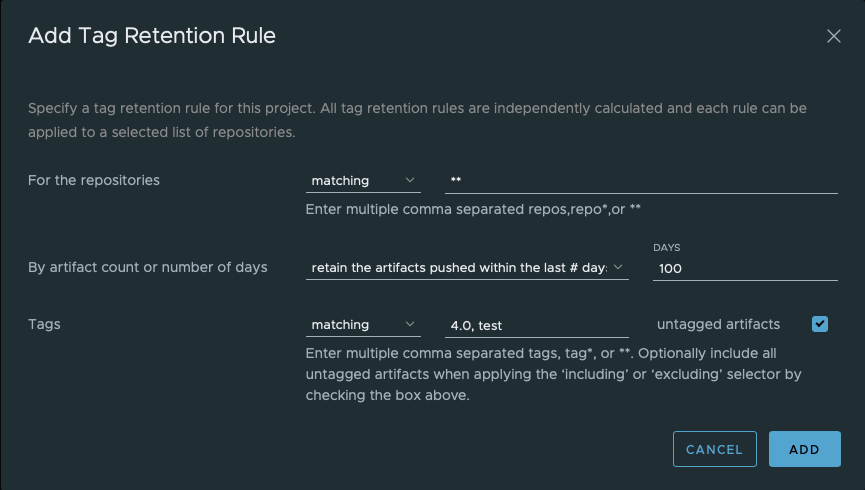 Add Tag Retention Rule
Specify a tag retention rule for this project. All tag retention rules are independently calculated and each rule can be
applied to a selected list of repositories.
For the repositories
matching
**
Enter multiple comma separated repos,repo*,or **
By artifact count or number of days
retain the artifacts pushed within the last # day
DAYS
100
Tags
matching
4.0, test
untagged artifacts
Enter multiple comma separated tags, tag*, or **. Optionally include all
untagged artifacts when applying the ‘including’ or ‘excluding’ selector by
checking the box above.
CANCEL
ADD